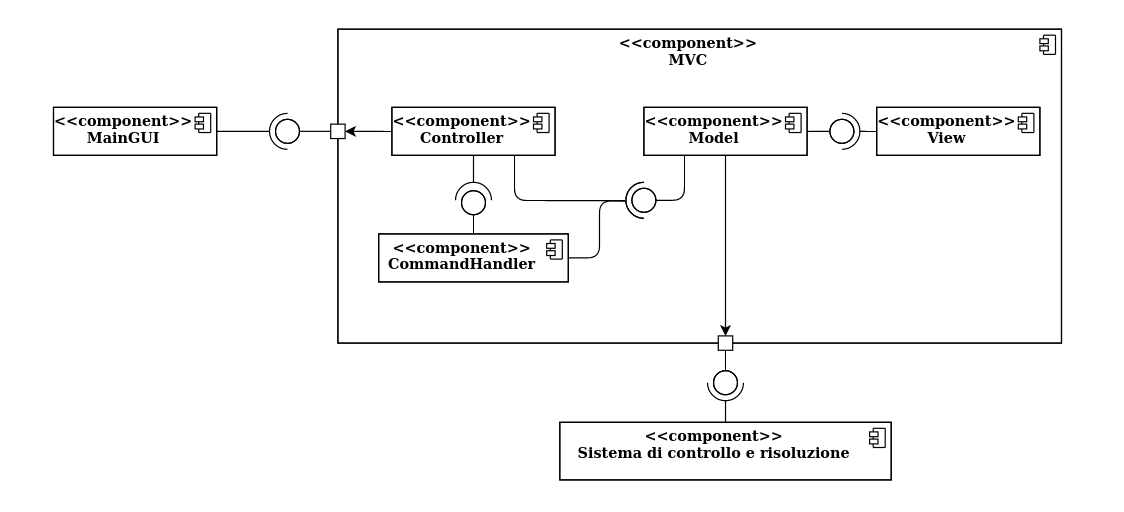 <<component>>
MVC
<<component>>
MainGUI
<<component>>
Controller
<<component>>
Model
<<component>>
View
<<component>>
CommandHandler
<<component>>
Sistema di controllo e risoluzione